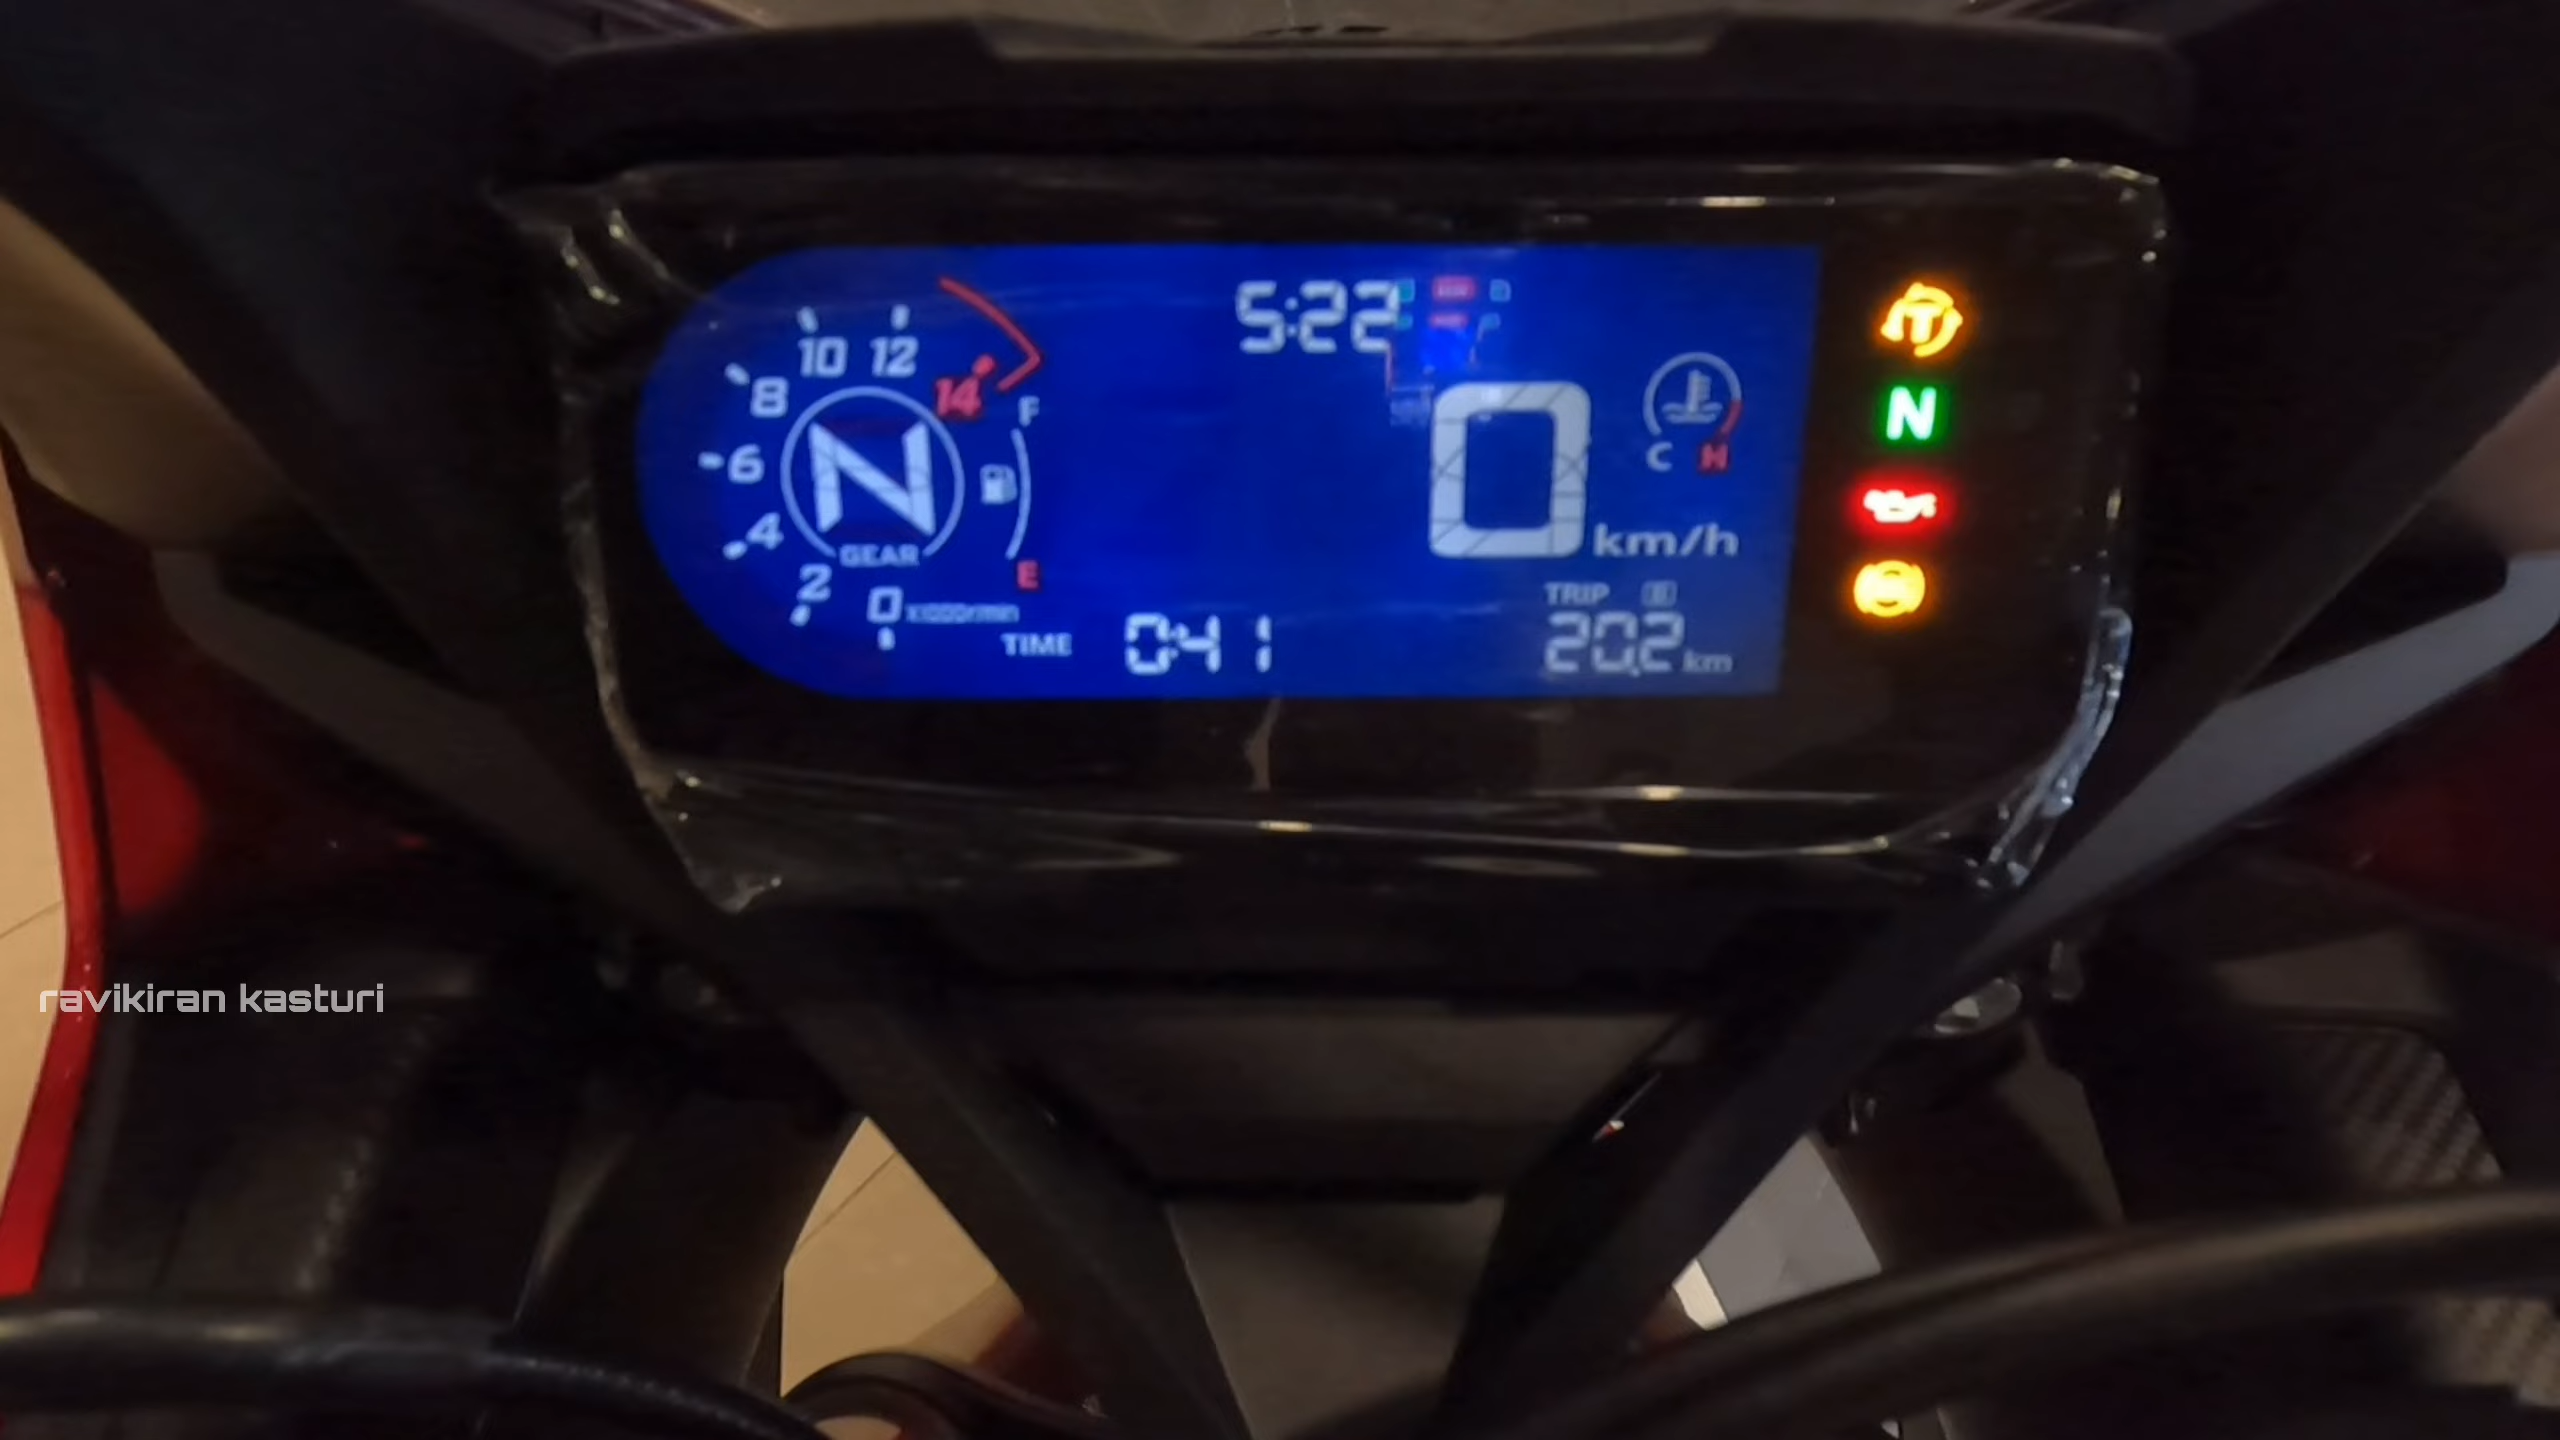 5:22
10 12
8
14
6
N
F
C H
4
GEAR
0 km/h
2
E
0 x1000r/min
TIME 0:41
TRIP B
20.2 km
T
N
ravikiran kasturi